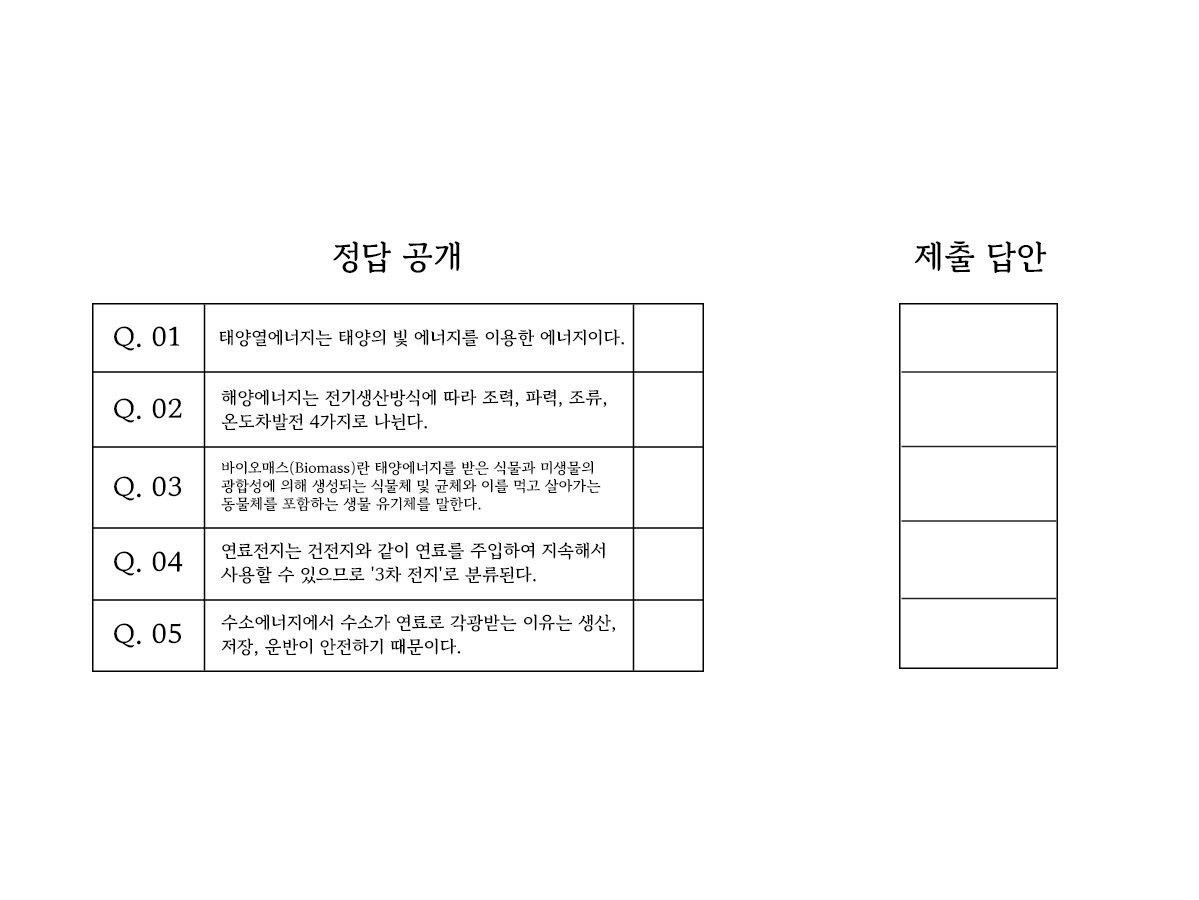 정답 공개
제출 답안
Q. 01
태양열에너지는 태양의 빛 에너지를 이용한 에너지이다.
Q. 02
해양에너지는 전기생산방식에 따라 조력, 파력, 조류,
온도차발전 4가지로 나뉜다.
Q. 03
바이오매스(Biomass)란 태양에너지를 받은 식물과 미생물의
광합성에 의해 생성되는 식물체 및 균체와 이를 먹고 살아가는
동물체를 포함하는 생물 유기체를 말한다.
Q. 04
연료전지는 건전지와 같이 연료를 주입하여 지속해서
사용할 수 있으므로 '3차 전지'로 분류된다.
Q. 05
수소에너지에서 수소가 연료로 각광받는 이유는 생산,
저장, 운반이 안전하기 때문이다.